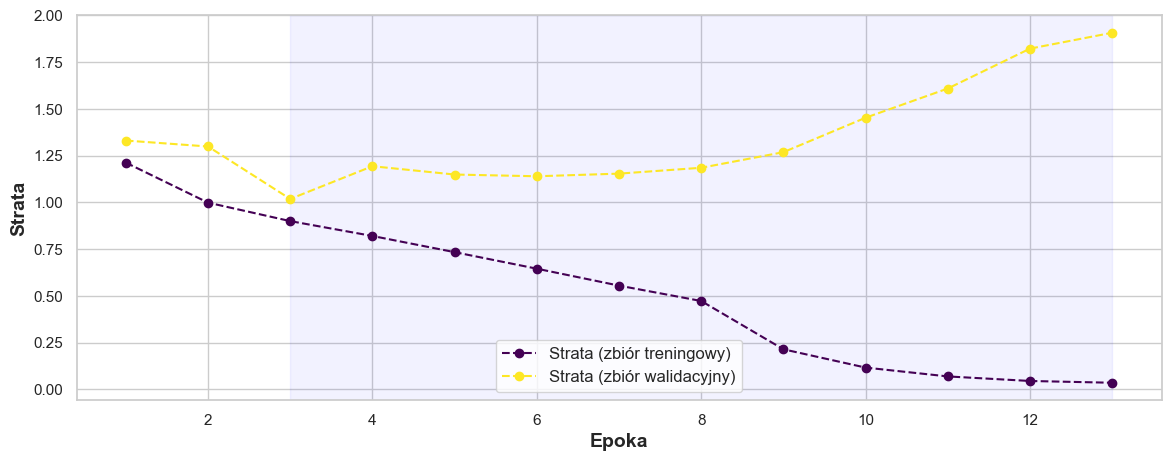 2.00
1.75
1.50
1.25
1.00
0.75
0.50
0.25
0.00
Strata
Strata (zbiór treningowy)
Strata (zbiór walidacyjny)
2 4 6 8 10 12
Epoka